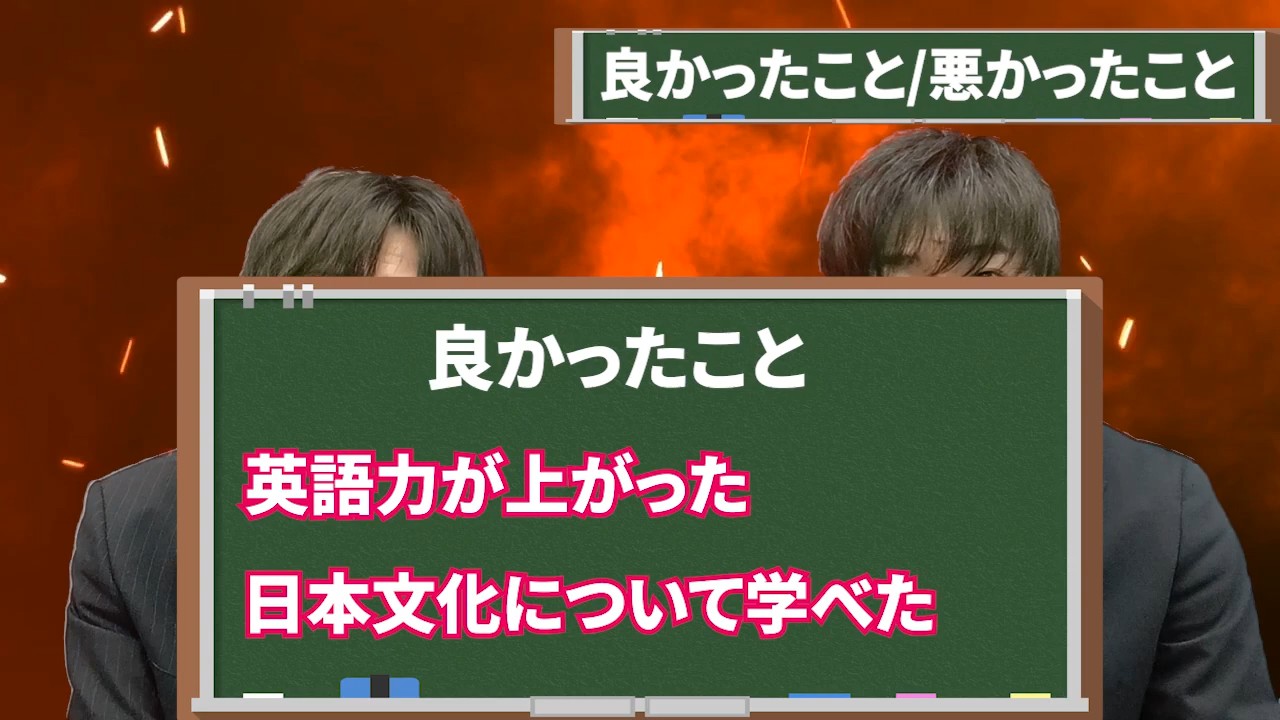 良かったこと/悪かったこと
良かったこと
英語力が上がった
日本文化について学べた